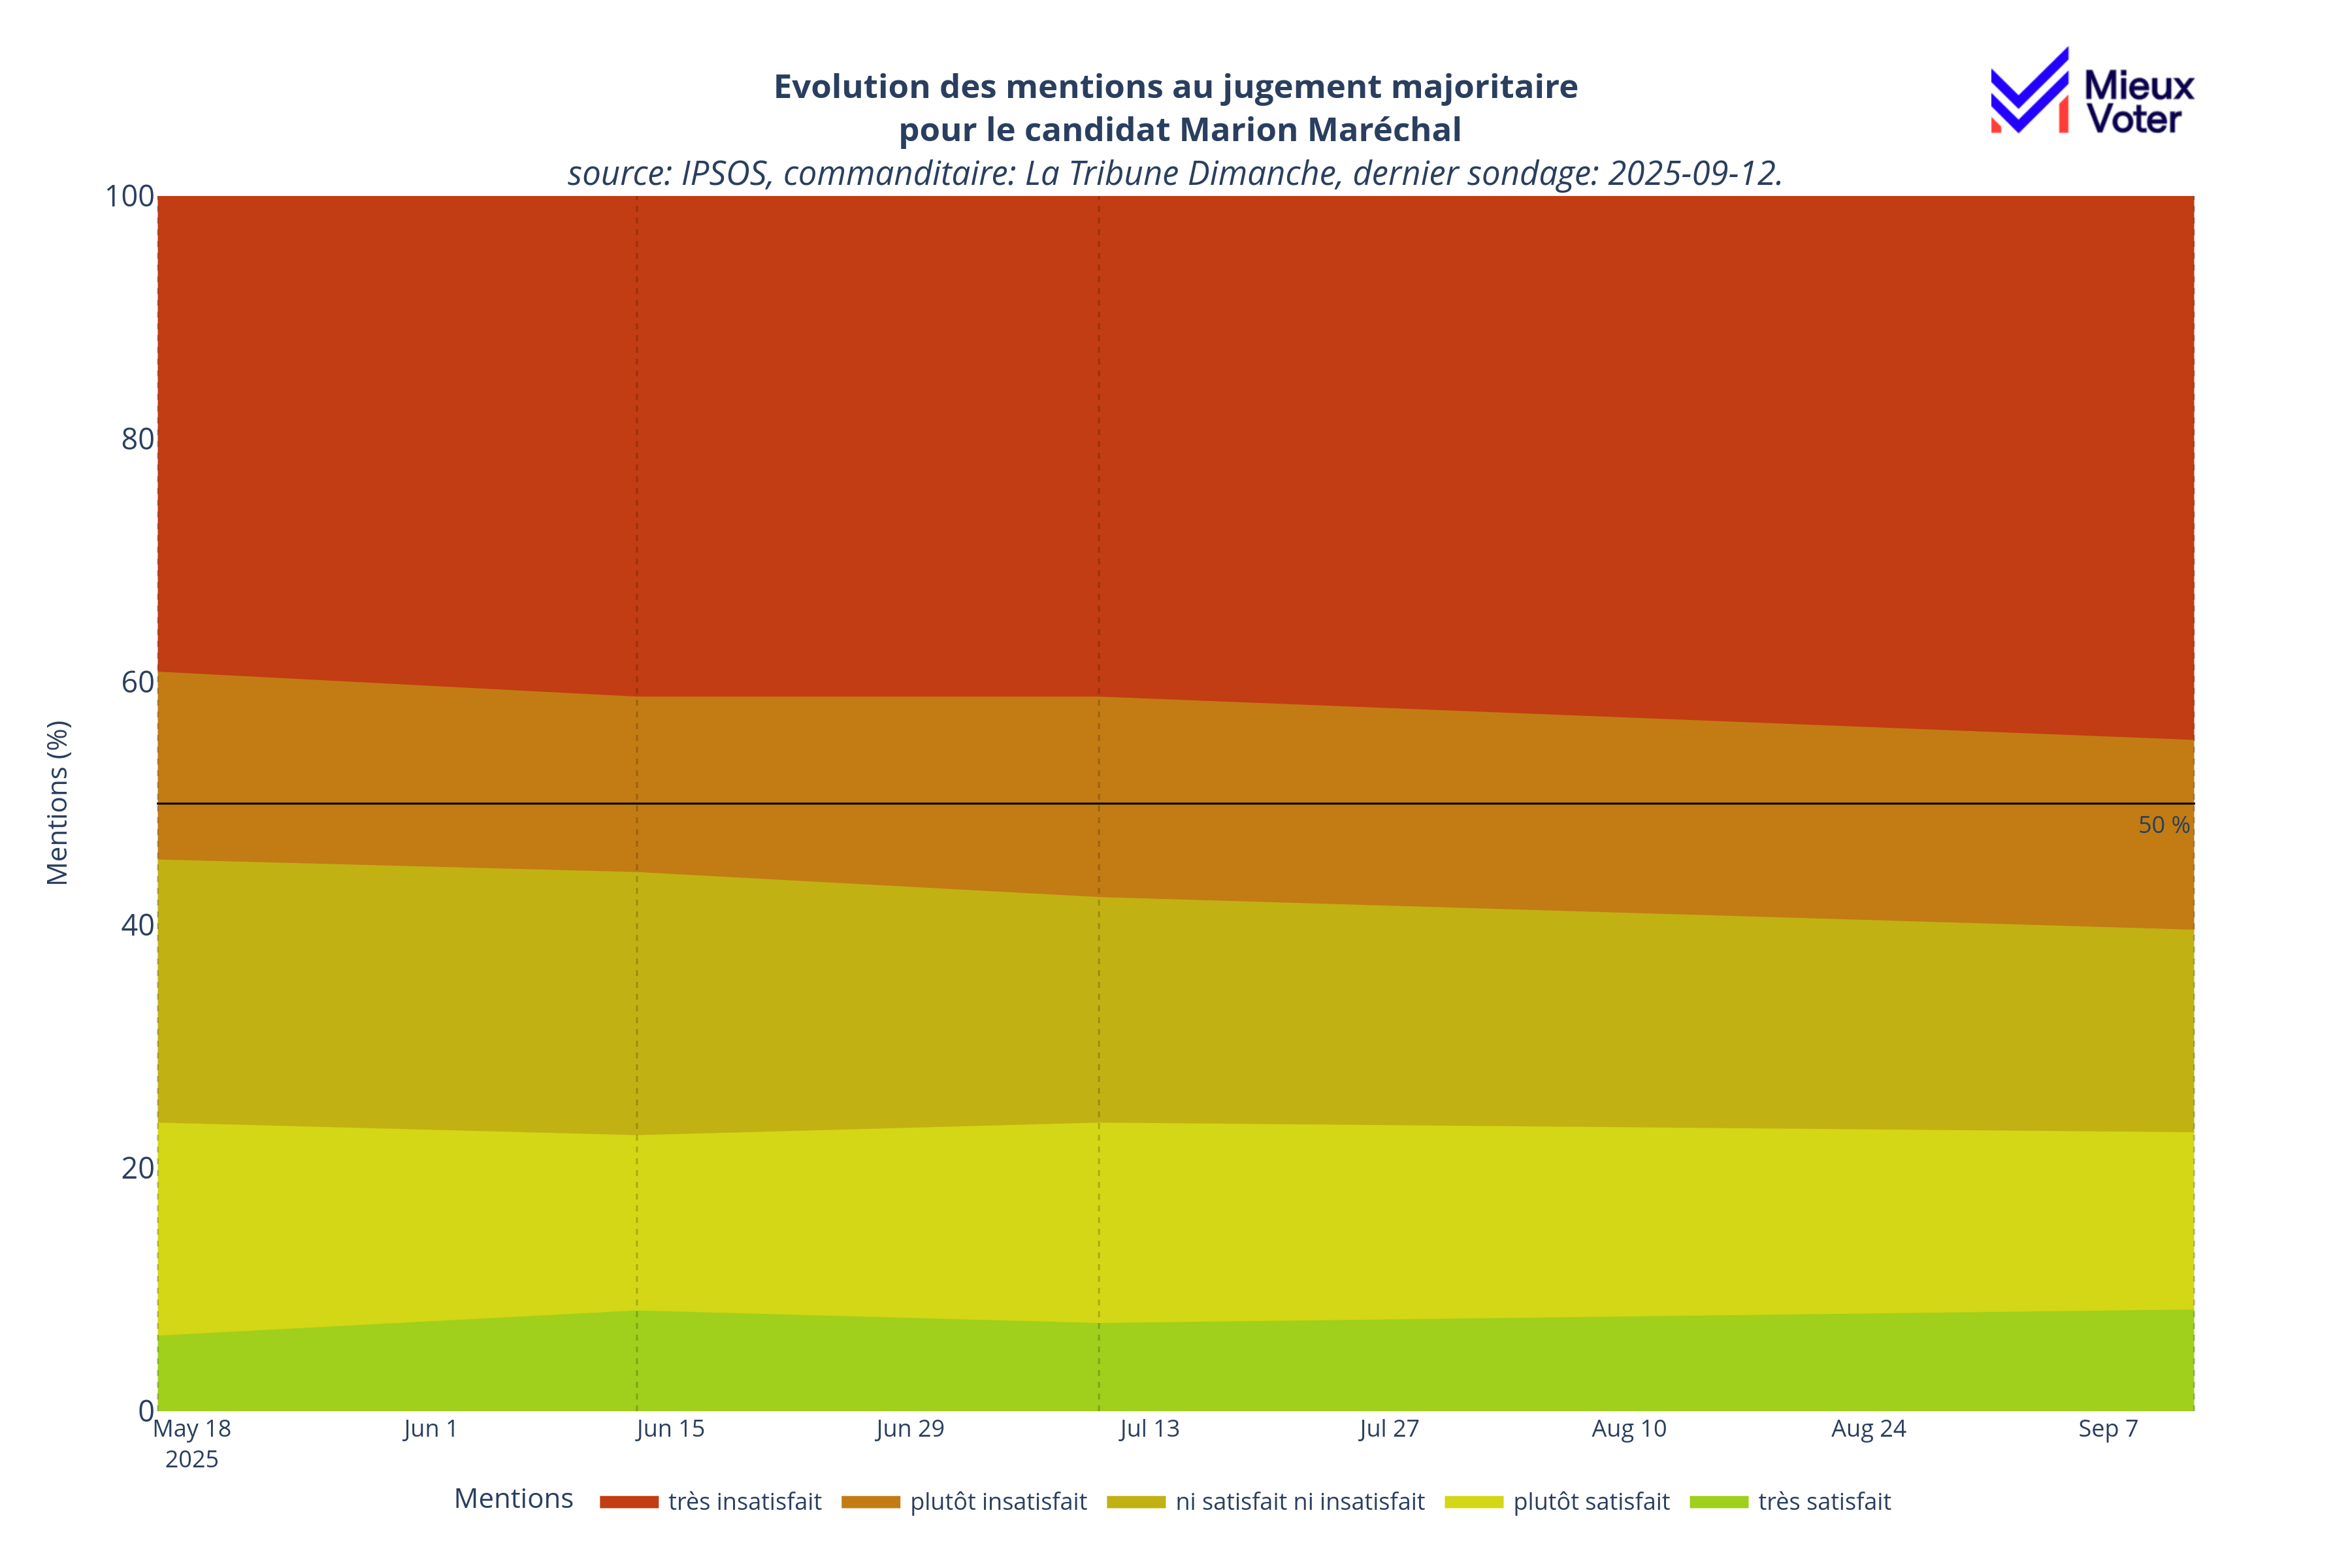 Evolution des mentions au jugement majoritaire
pour le candidat Marion Maréchal
source: IPSOS, commanditaire: La Tribune Dimanche, dernier sondage: 2025-09-12.
Mieux
Voter
100
80
60
40
20
0
Mentions (%)
50 %
May 18
2025
Jun 1
Jun 15
Jun 29
Jul 13
Jul 27
Aug 10
Aug 24
Sep 7
Mentions
très insatisfait
plutôt insatisfait
ni satisfait ni insatisfait
plutôt satisfait
très satisfait